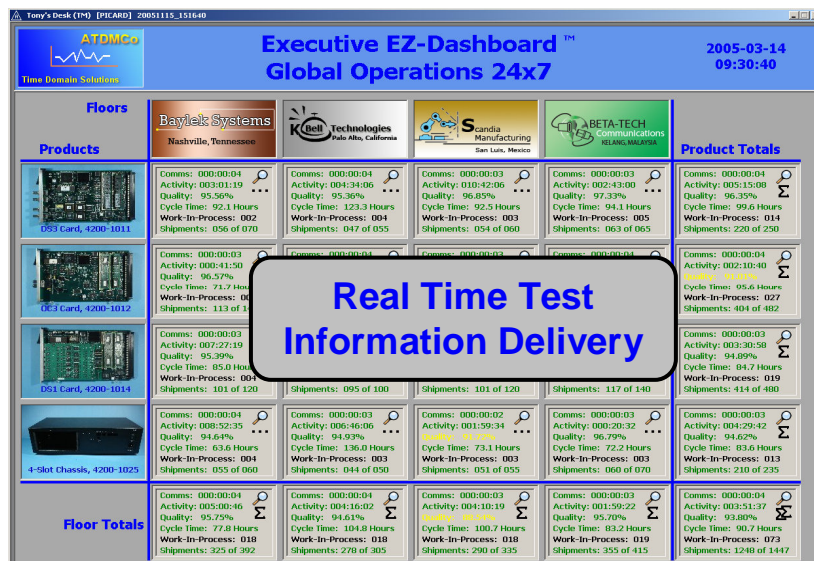 Tony's Desk (TM) [PICARD] 20051115_151640
ATDMCo
Time Domain Solutions
Executive EZ-Dashboard ™
Global Operations 24x7
2005-03-14
09:30:40
Floors
Products
Baylek Systems
Nashville, Tennessee
K Bell Technologies
Palo Alto, California
Scandia
Manufacturing
San Luis, Mexico
BETA-TECH
Communications
KELANG, MALAYSIA
Product Totals
DS3 Card, 4200-1011
Comms: 000:00:04
Activity: 003:01:19
Quality: 95.56%
Cycle Time: 92.1 Hours
Work-In-Process: 002
Shipments: 056 of 070
Comms: 000:00:04
Activity: 004:34:06
Quality: 95.36%
Cycle Time: 123.3 Hours
Work-In-Process: 004
Shipments: 047 of 055
Comms: 000:00:03
Activity: 010:42:06
Quality: 96.85%
Cycle Time: 92.5 Hours
Work-In-Process: 003
Shipments: 054 of 060
Comms: 000:00:03
Activity: 002:43:00
Quality: 97.33%
Cycle Time: 94.1 Hours
Work-In-Process: 005
Shipments: 063 of 065
Comms: 000:00:04
Activity: 005:15:08
Quality: 96.35%
Cycle Time: 99.6 Hours
Work-In-Process: 014
Shipments: 220 of 250
Σ
OC3 Card, 4200-1012
Comms: 000:00:03
Activity: 000:41:50
Quality: 96.57%
Cycle Time: 71.7 Hou
Work-In-Process: 00
Shipments: 113 of 1
Comms: 000:00:04
Comms: 000:00:03
Comms: 000:00:04
Comms: 000:00:04
Activity: 002:10:40
Cycle Time: 95.6 Hours
Work-In-Process: 027
Shipments: 404 of 482
Σ
Real Time Test
Information Delivery
DS1 Card, 4200-1014
Comms: 000:00:03
Activity: 007:27:19
Quality: 95.39%
Cycle Time: 85.0 Hou
Work-In-Process: 004
Shipments: 101 of 120
Shipments: 095 of 100
Shipments: 101 of 120
Shipments: 117 of 140
Comms: 000:00:03
Activity: 003:30:58
Quality: 94.89%
Cycle Time: 84.7 Hours
Work-In-Process: 019
Shipments: 414 of 480
Σ
4-Slot Chassis, 4200-1025
Comms: 000:00:04
Activity: 008:52:35
Quality: 94.64%
Cycle Time: 63.6 Hours
Work-In-Process: 004
Shipments: 055 of 060
Comms: 000:00:03
Activity: 006:46:06
Quality: 94.93%
Cycle Time: 136.0 Hours
Work-In-Process: 003
Shipments: 044 of 050
Comms: 000:00:02
Activity: 001:59:34
Cycle Time: 73.1 Hours
Work-In-Process: 003
Shipments: 051 of 055
Comms: 000:00:03
Activity: 000:20:32
Quality: 96.79%
Cycle Time: 72.2 Hours
Work-In-Process: 003
Shipments: 060 of 070
Comms: 000:00:03
Activity: 004:29:42
Quality: 94.62%
Cycle Time: 83.6 Hours
Work-In-Process: 013
Shipments: 210 of 235
Σ
Floor Totals
Comms: 000:00:04
Activity: 005:00:46
Quality: 95.75%
Cycle Time: 77.8 Hours
Work-In-Process: 018
Shipments: 325 of 392
Σ
Comms: 000:00:04
Activity: 004:16:02
Quality: 94.61%
Cycle Time: 104.8 Hours
Work-In-Process: 018
Shipments: 278 of 305
Σ
Comms: 000:00:03
Activity: 004:10:19
Cycle Time: 100.7 Hours
Work-In-Process: 018
Shipments: 290 of 335
Σ
Comms: 000:00:03
Activity: 001:59:22
Quality: 95.70%
Cycle Time: 83.2 Hours
Work-In-Process: 019
Shipments: 355 of 415
Σ
Comms: 000:00:04
Activity: 003:51:37
Quality: 93.80%
Cycle Time: 90.7 Hours
Work-In-Process: 073
Shipments: 1248 of 1447
Σ